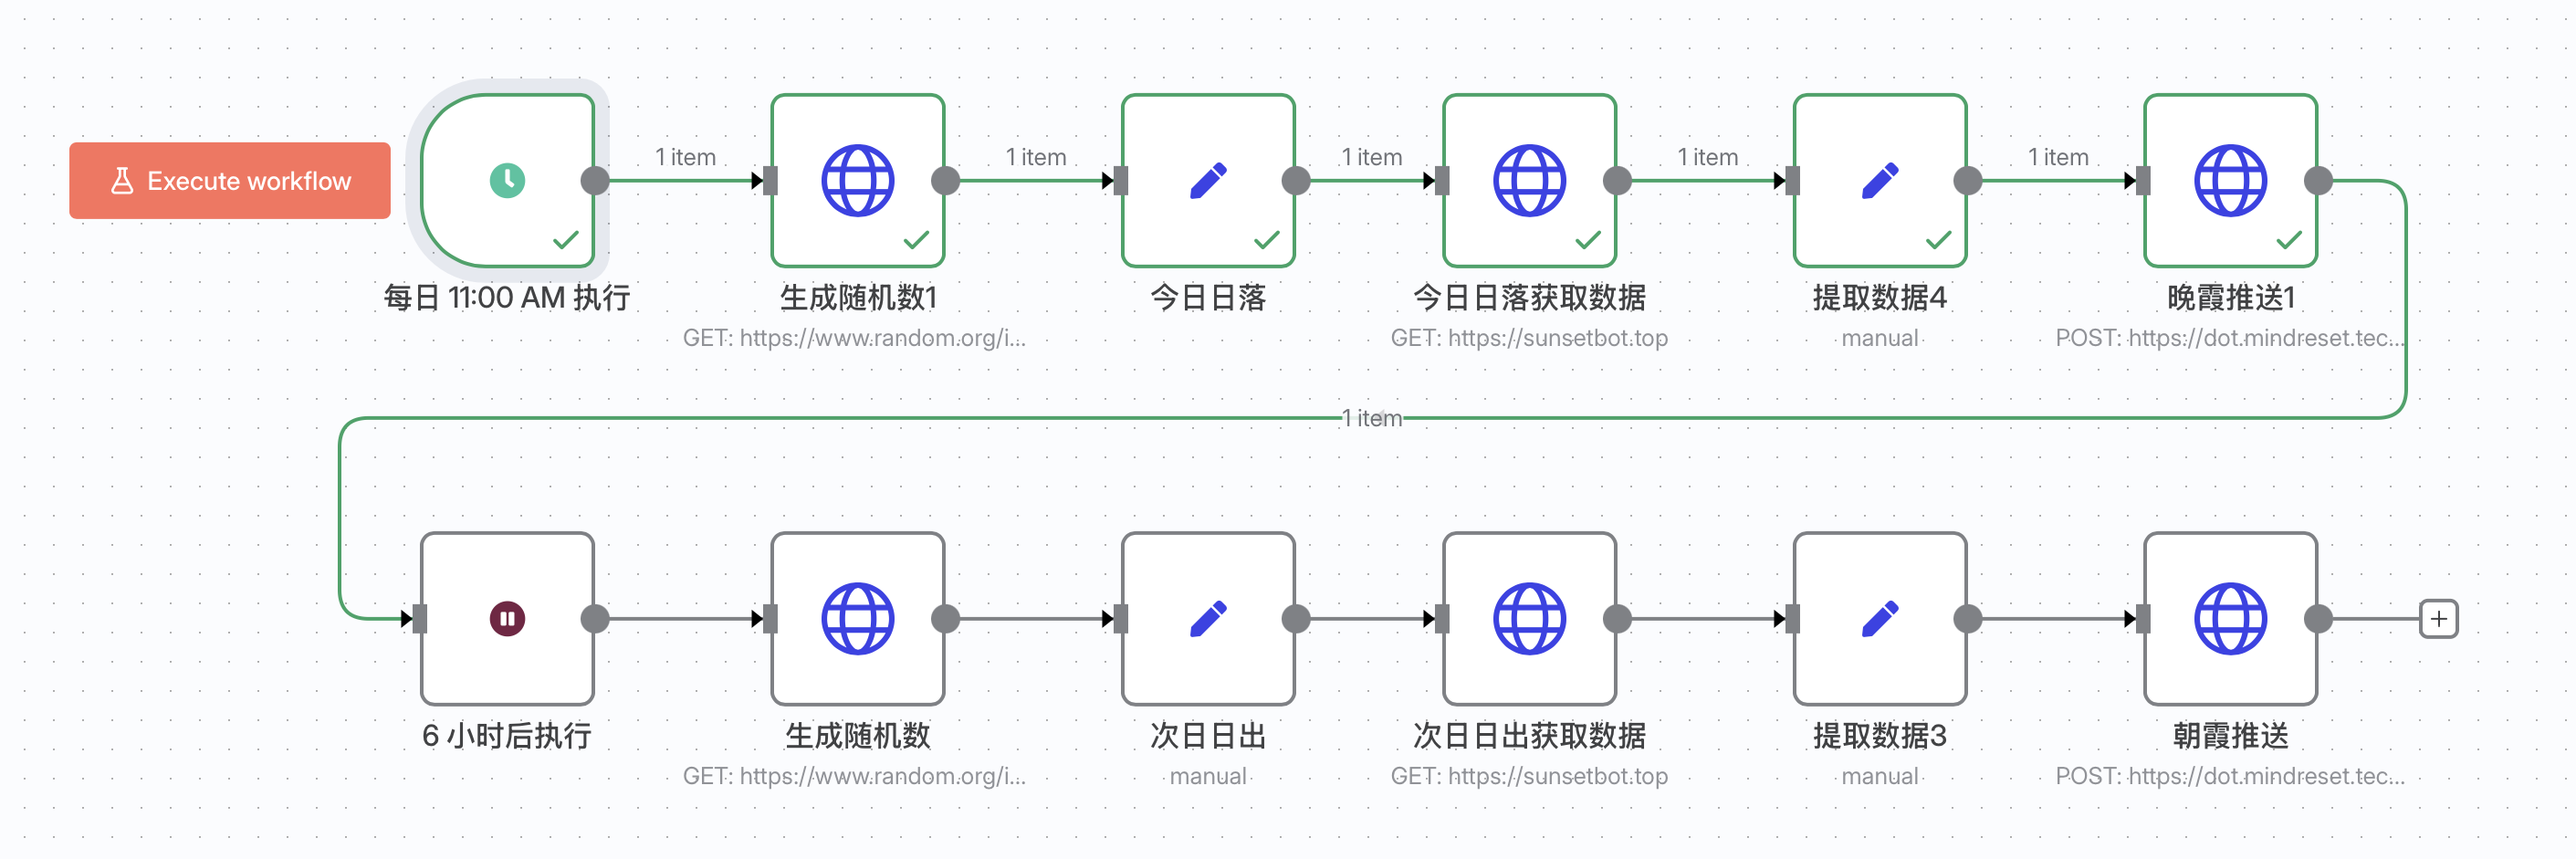 Execute workflow
1 item
1 item
1 item
1 item
1 item
每日 11:00 AM 执行
生成随机数1
GET: https://www.random.org/i...
今日日落
今日日落获取数据
GET: https://sunsetbot.top
提取数据4
manual
晚霞推送1
POST: https://dot.mindreset.tec...
1 item
6 小时后执行
生成随机数
GET: https://www.random.org/i...
次日日出
manual
次日日出获取数据
GET: https://sunsetbot.top
提取数据3
manual
朝霞推送
POST: https://dot.mindreset.tec...